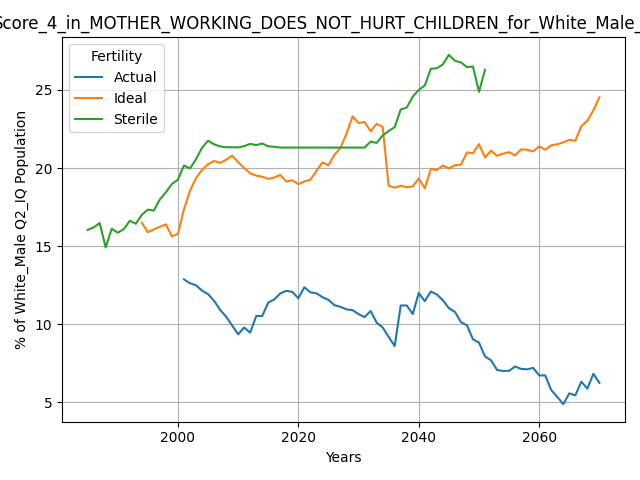 Score_4_in_MOTHER_WORKING_DOES_NOT_HURT_CHILDREN_for_White_Male_
Fertility
Actual
Ideal
Sterile
% of White_Male Q2_IQ Population
25
20
15
10
5
2000 2020 2040 2060
Years